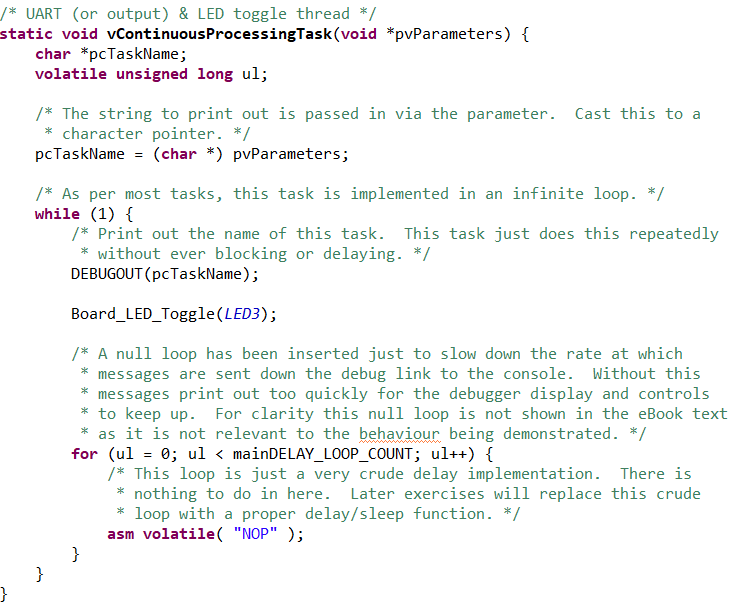 /* UART (or output) & LED toggle thread */
static void vContinuousProcessingTask(void *pvParameters) {
    char *pcTaskName;
    volatile unsigned long ul;

    /* The string to print out is passed in via the parameter.  Cast this to a
     * character pointer. */
    pcTaskName = (char *) pvParameters;

    /* As per most tasks, this task is implemented in an infinite loop. */
    while (1) {
        /* Print out the name of this task.  This task just does this repeatedly
         * without ever blocking or delaying. */
        DEBUGOUT(pcTaskName);

        Board_LED_Toggle(LED3);

        /* A null loop has been inserted just to slow down the rate at which
         * messages are sent down the debug link to the console.  Without this
         * messages print out too quickly for the debugger display and controls
         * to keep up.  For clarity this null loop is not shown in the eBook text
         * as it is not relevant to the behaviour being demonstrated. */
        for (ul = 0; ul < mainDELAY_LOOP_COUNT; ul++) {
            /* This loop is just a very crude delay implementation.  There is
             * nothing to do in here.  Later exercises will replace this crude
             * loop with a proper delay/sleep function. */
            asm volatile( "NOP" );
        }
    }
}